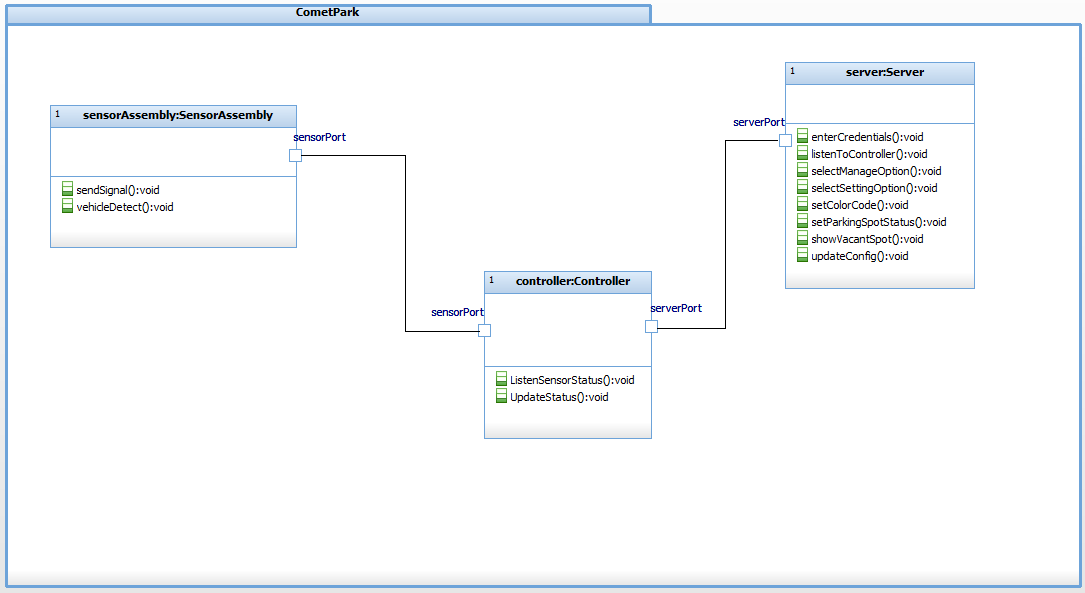 CometPark
1 sensorAssembly:SensorAssembly
sensorPort
sendSignal():void
vehicleDetect():void
1 controller:Controller
sensorPort
serverPort
ListenSensorStatus():void
UpdateStatus():void
1 server:Server
serverPort
enterCredentials():void
listenToController():void
selectManageOption():void
selectSettingOption():void
setColorCode():void
setParkingSpotStatus():void
showVacantSpot():void
updateConfig():void